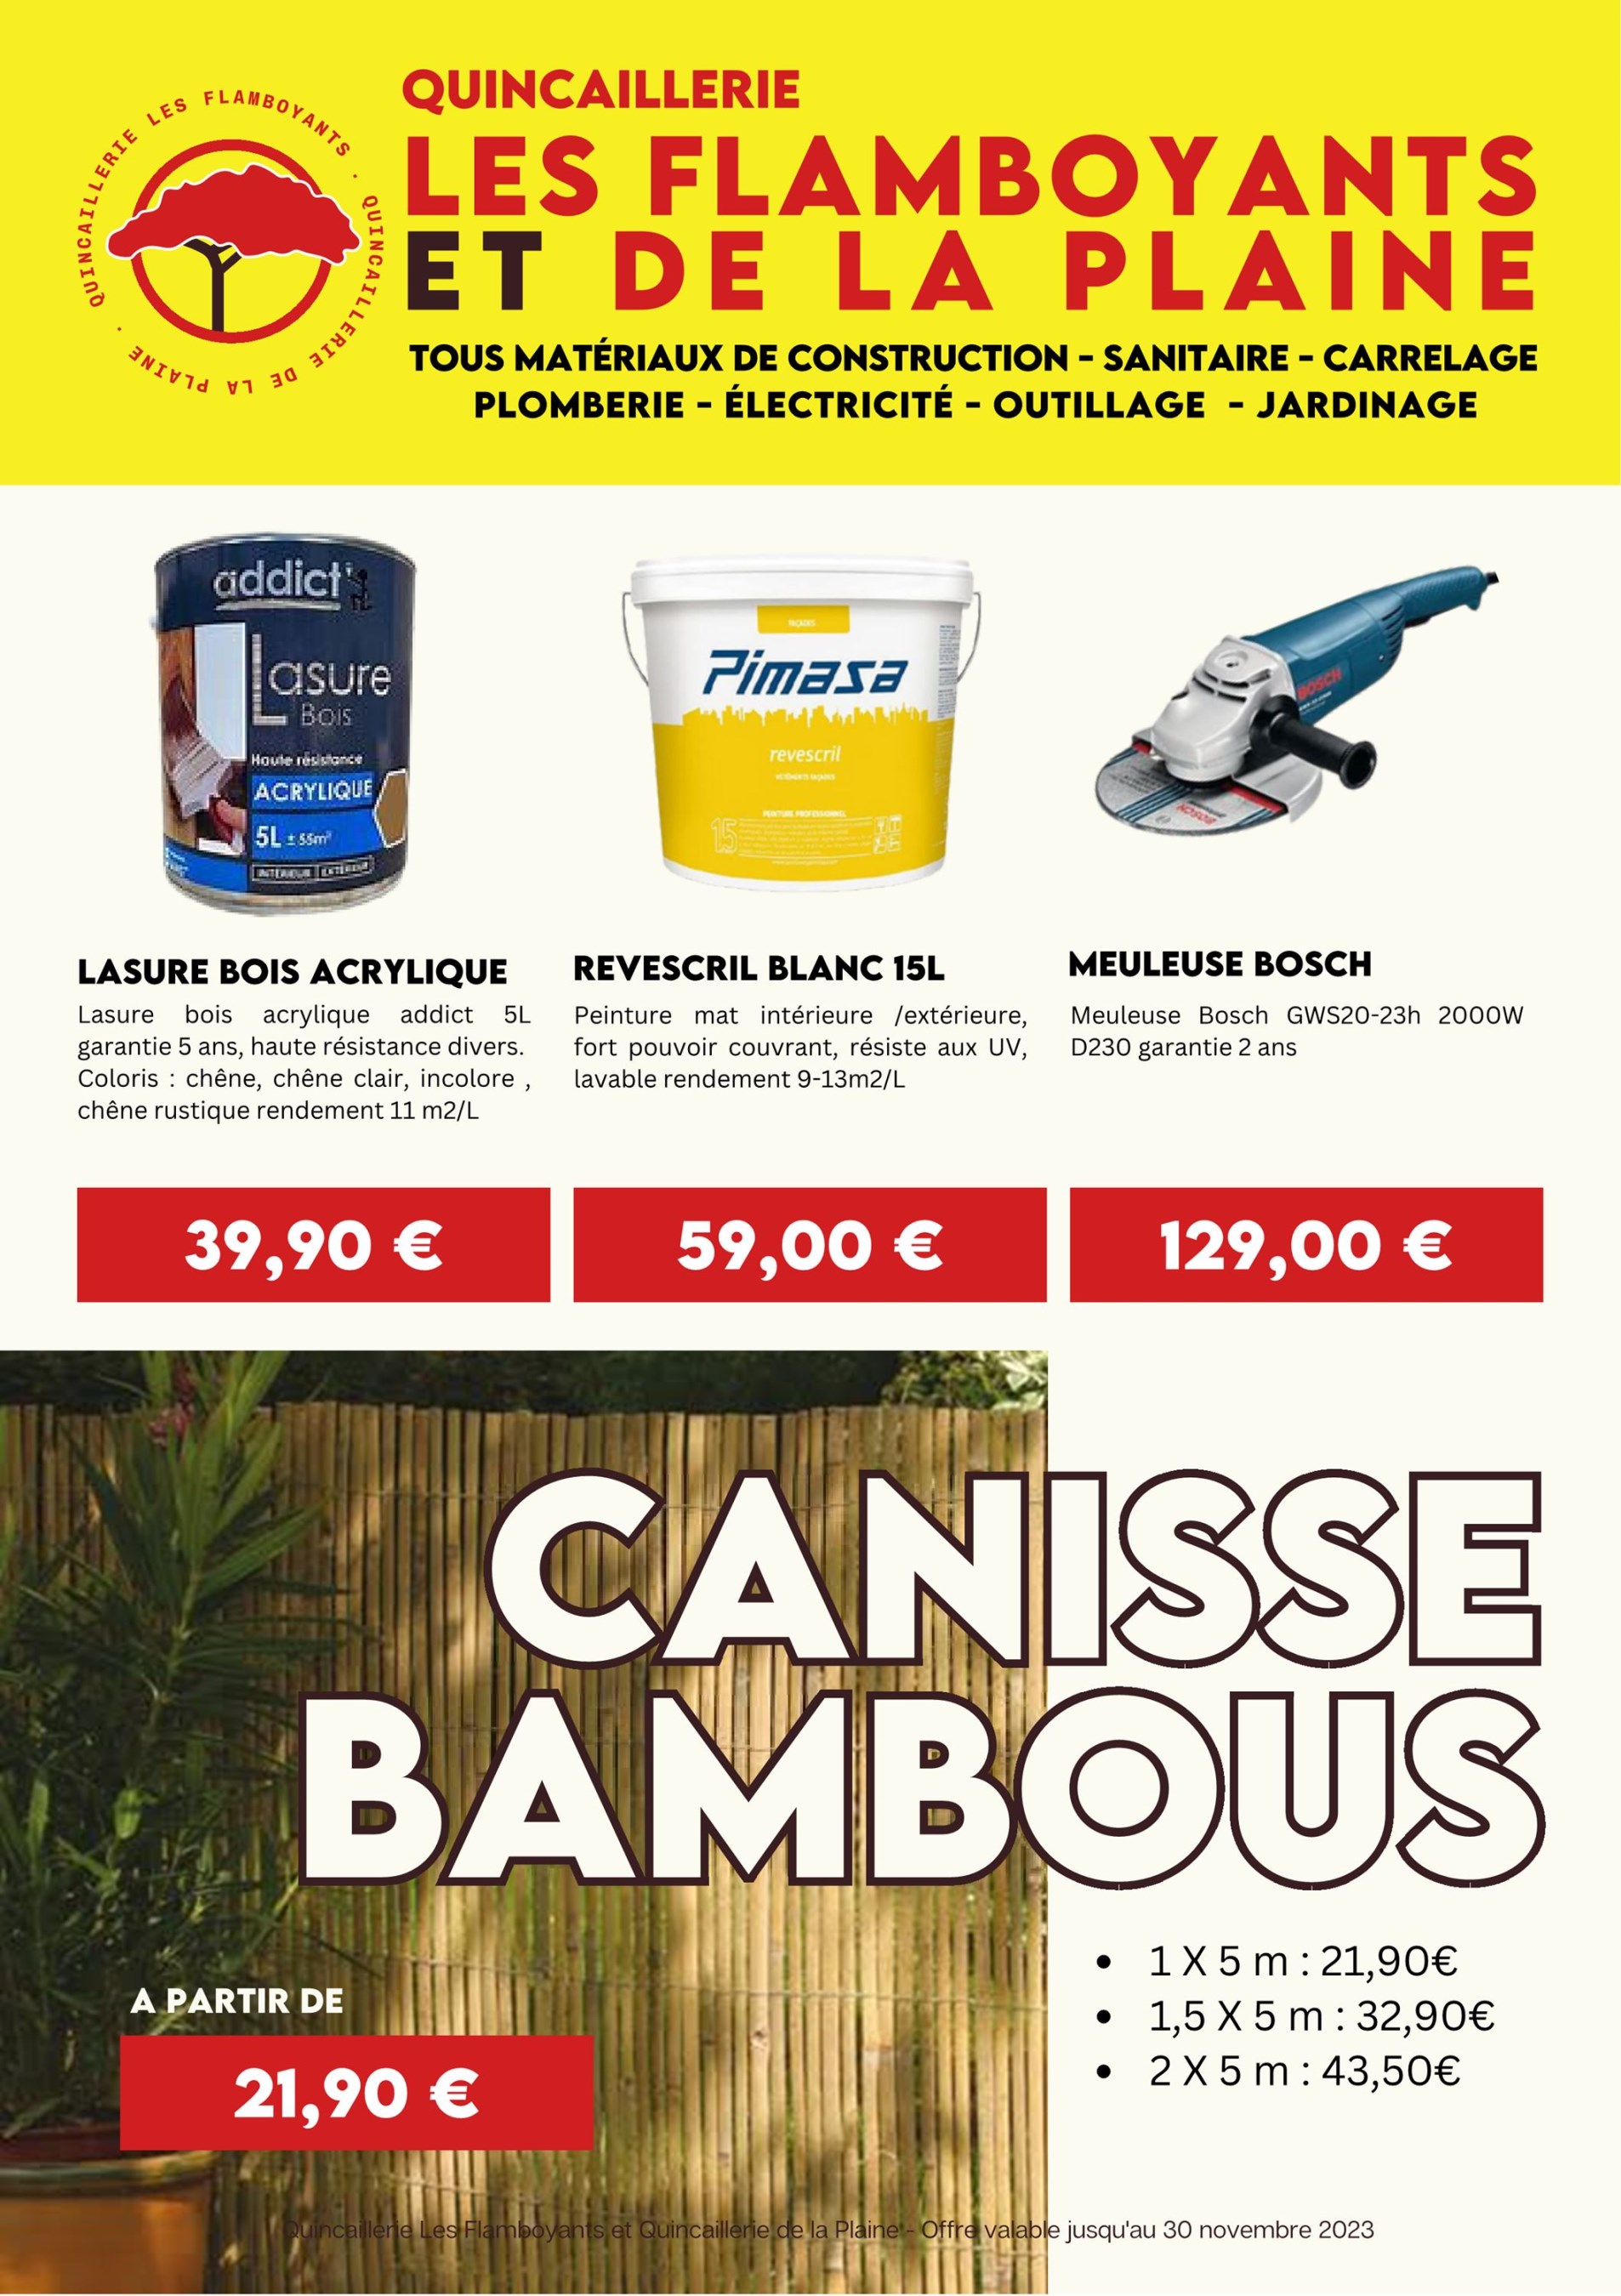 QUINCAILLERIE LES FLAMBOYANTS · QUINCAILLERIE DE LA PLAINE ·
QUINCAILLERIE
LES FLAMBOYANTS
ET DE LA PLAINE
TOUS MATÉRIAUX DE CONSTRUCTION - SANITAIRE - CARRELAGE
PLOMBERIE - ÉLECTRICITÉ - OUTILLAGE - JARDINAGE
addict
Lasure
Bois
Haute résistance
ACRYLIQUE
5L ± 55m²
INTÉRIEUR EXTÉRIEUR
FAÇADES
Pimasa
revescril
PEINTURE PROFESSIONNEL
15
BOSCH
BOSCH
LASURE BOIS ACRYLIQUE
Lasure bois acrylique addict 5L
garantie 5 ans, haute résistance divers.
Coloris : chêne, chêne clair, incolore ,
chêne rustique rendement 11 m2/L
REVESCRIL BLANC 15L
Peinture mat intérieure /extérieure,
fort pouvoir couvrant, résiste aux UV,
lavable rendement 9-13m2/L
MEULEUSE BOSCH
Meuleuse Bosch GWS20-23h 2000W
D230 garantie 2 ans
39,90 €
59,00 €
129,00 €
CANISSE
BAMBOUS
A PARTIR DE
21,90 €
• 1 X 5 m : 21,90€
• 1,5 X 5 m : 32,90€
• 2 X 5 m : 43,50€
Quincaillerie Les Flamboyants et Quincaillerie de la Plaine - Offre valable jusqu'au 30 novembre 2023